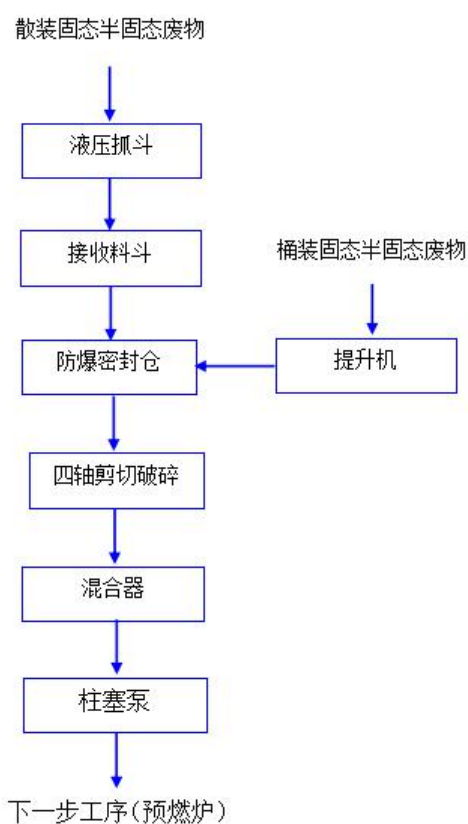 散装固态半固态废物
液压抓斗
接收料斗
桶装固态半固态废物
防爆密封仓
提升机
四轴剪切破碎
混合器
柱塞泵
下一步工序(预燃炉)